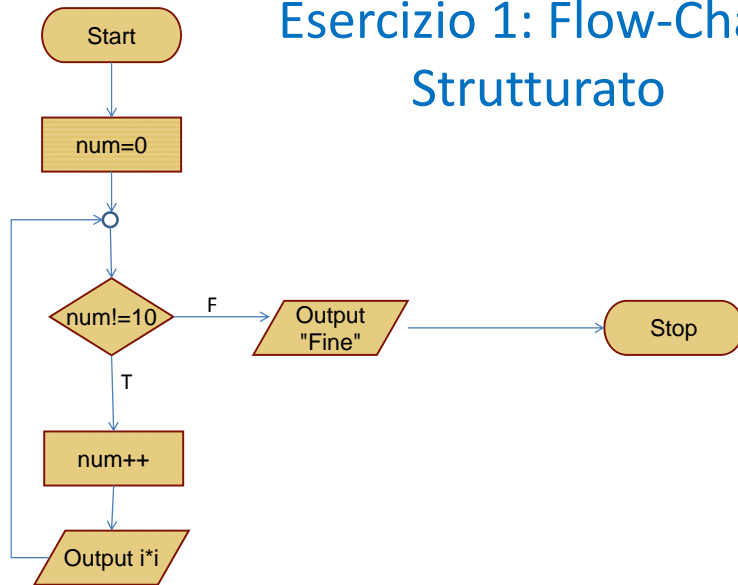 Esercizio 1: Flow-Cha
Strutturato
Start
num=0
num!=10
F
Output
"Fine"
Stop
T
num++
Output i*i